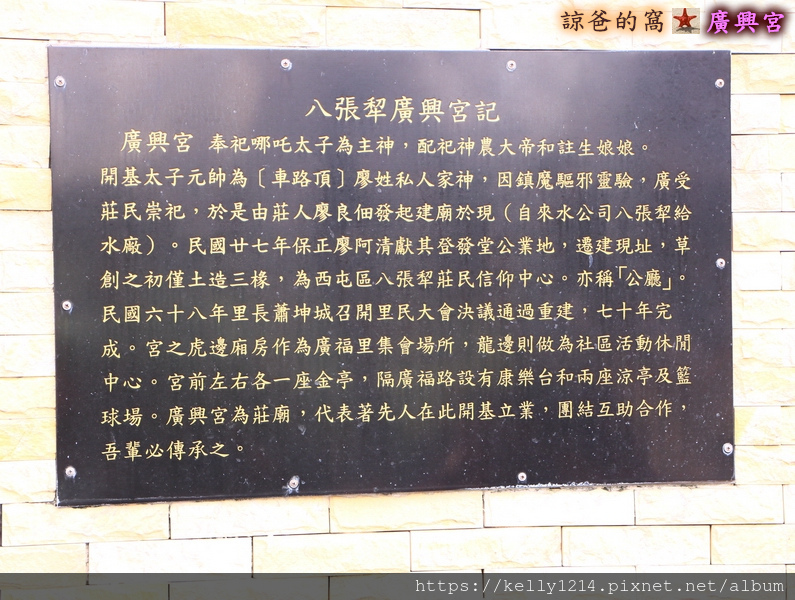 諒爸的窩 廣興宮
八張犁廣興宮記
廣興宮 奉祀哪吒太子為主神，配祀神農大帝和註生娘娘。
開基太子元帥為〔車路頂〕廖姓私人家神，因鎮魔驅邪靈驗，廣受
莊民崇祀，於是由莊人廖良佃發起建廟於現（自來水公司八張犁給
水廠）。民國廿七年保正廖阿清獻其登發堂公業地，遷建現址，草
創之初僅土造三椽，為西屯區八張犁莊民信仰中心。亦稱「公廳」。
民國六十八年里長蕭坤城召開里民大會決議通過重建，七十年完
成。宮之虎邊廂房作為廣福里集會場所，龍邊則做為社區活動休閒
中心。宮前左右各一座金亭，隔廣福路設有康樂台和兩座涼亭及籃
球場。廣興宮為莊廟，代表著先人在此開基立業，團結互助合作，
吾輩必傳承之。
https://kelly1214.pixnet.net/album